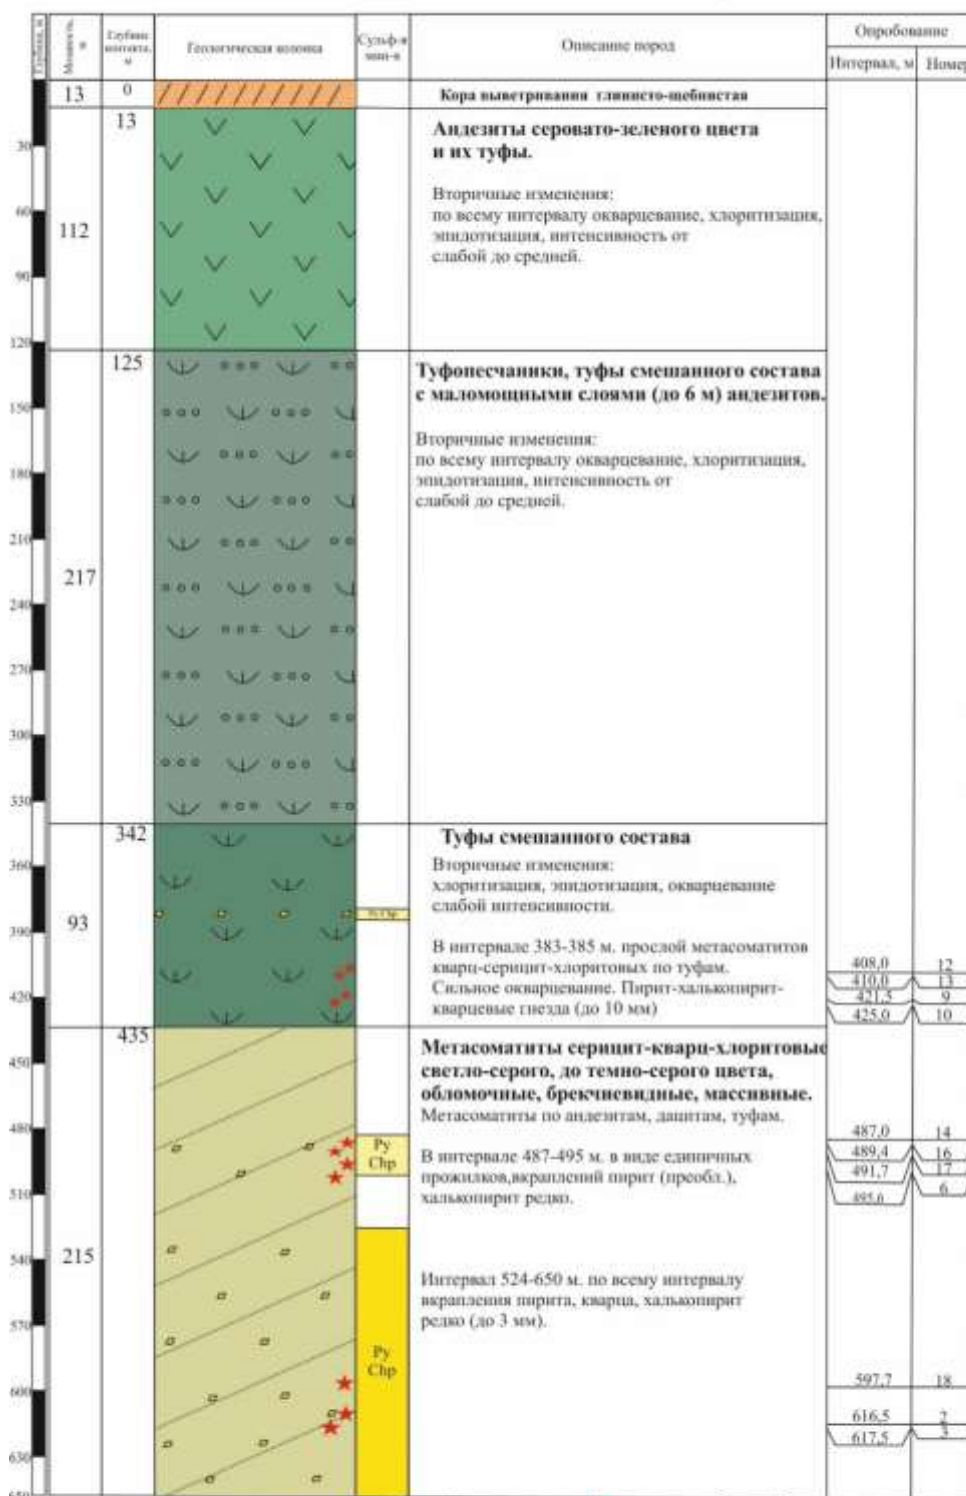 Глубина, м
Мощность, м
Глубина контакта, м
Геологическая колонка
Сульф-я мин-я
Описание пород
Опробование
Интервал, м
Номер
13
0
Кора выветривания глинисто-щебнистая
13
112
Андезиты серовато-зеленого цвета
и их туфы.
Вторичные изменения:
по всему интервалу окварцевание, хлоритизация,
эпидотизация, интенсивность от
слабой до средней.
30
60
90
120
125
217
Туфопесчаники, туфы смешанного состава
с маломощными слоями (до 6 м) андезитов.
Вторичные изменения:
по всему интервалу окварцевание, хлоритизация,
эпидотизация, интенсивность от
слабой до средней.
150
180
210
240
270
300
330
342
93
Туфы смешанного состава
Вторичные изменения:
хлоритизация, эпидотизация, окварцевание
слабой интенсивности.
В интервале 383-385 м. прослой метасоматитов
кварц-серицит-хлоритовых по туфам.
Сильное окварцевание. Пирит-халькопирит-
кварцевые гнезда (до 10 мм)
360
390
420
408,0 12
410,0 13
421,5 9
425,0 10
435
215
Метасоматиты серицит-кварц-хлоритовые
светло-серого, до темно-серого цвета,
обломочные, брекчиевидные, массивные.
Метасоматиты по андезитам, дацитам, туфам.
В интервале 487-495 м. в виде единичных
прожилков,вкраплений пирит (преобл.),
халькопирит редко.
Интервал 524-650 м. по всему интервалу
вкрапления пирита, кварца, халькопирит
редко (до 3 мм).
Py
Chp
Py
Chp
450
480
510
540
570
600
630
650
487,0 14
489,4 16
491,7 17
495,6 6
597,7 18
616,5 2
617,5 3